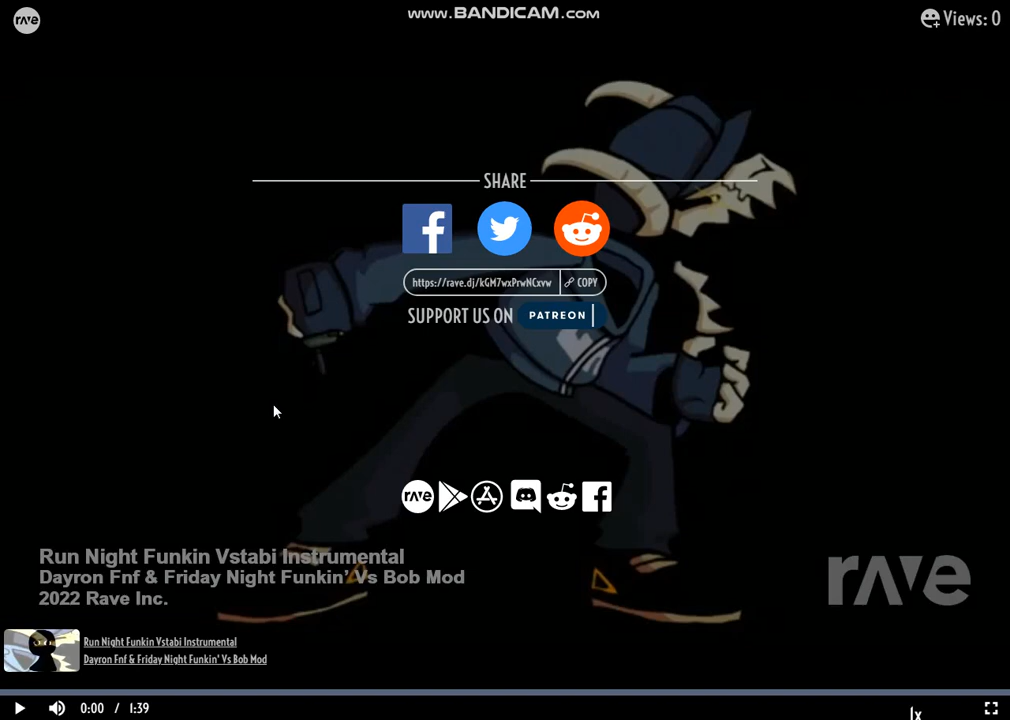 rave
www.BANDICAM.com
Views: 0
SHARE
https://rave.dj/kGM7wxPrwNCxvw
COPY
SUPPORT US ON PATREON
rave
Run Night Funkin Vstabi Instrumental
Dayron Fnf & Friday Night Funkin' Vs Bob Mod
2022 Rave Inc.
rave
Run Night Funkin Vstabi Instrumental
Dayron Fnf & Friday Night Funkin' Vs Bob Mod
0:00 / 1:39
1x